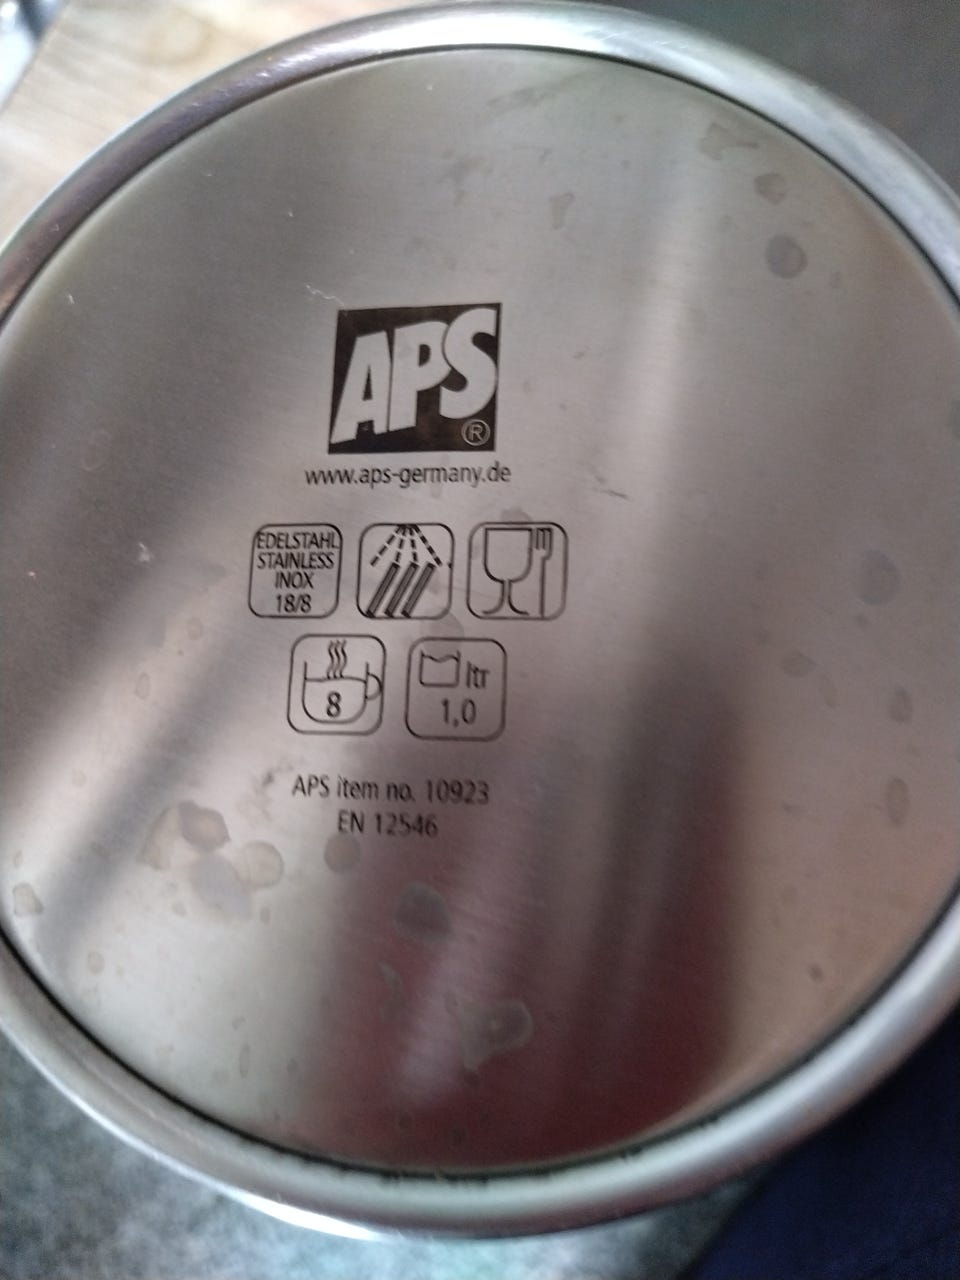 APS
®
www.aps-germany.de
EDELSTAHL
STAINLESS
INOX
18/8
8
ltr
1,0
APS item no. 10923
EN 12546